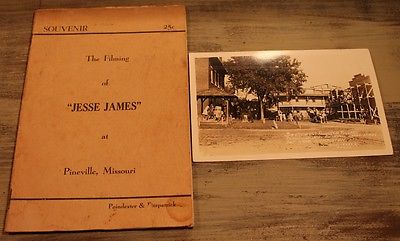 SOUVENIR 25c
The Filming
of
"JESSE JAMES"
at
Pineville, Missouri
Poindexter & Fitzpatrick